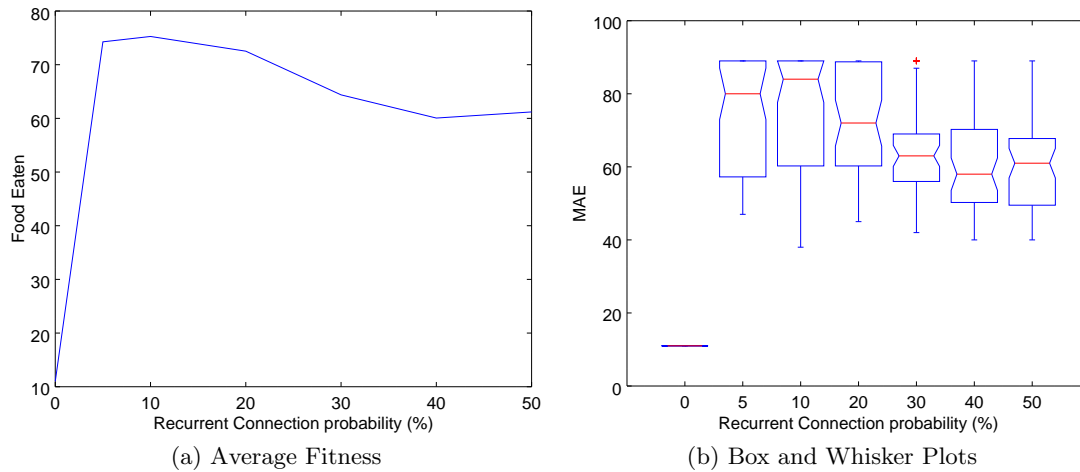 80
70
60
50
40
30
20
10
Food Eaten
0 10 20 30 40 50
Recurrent Connection probability (%)
(a) Average Fitness
100
80
60
40
20
0
MAE
0 5 10 20 30 40 50
Recurrent Connection probability (%)
(b) Box and Whisker Plots